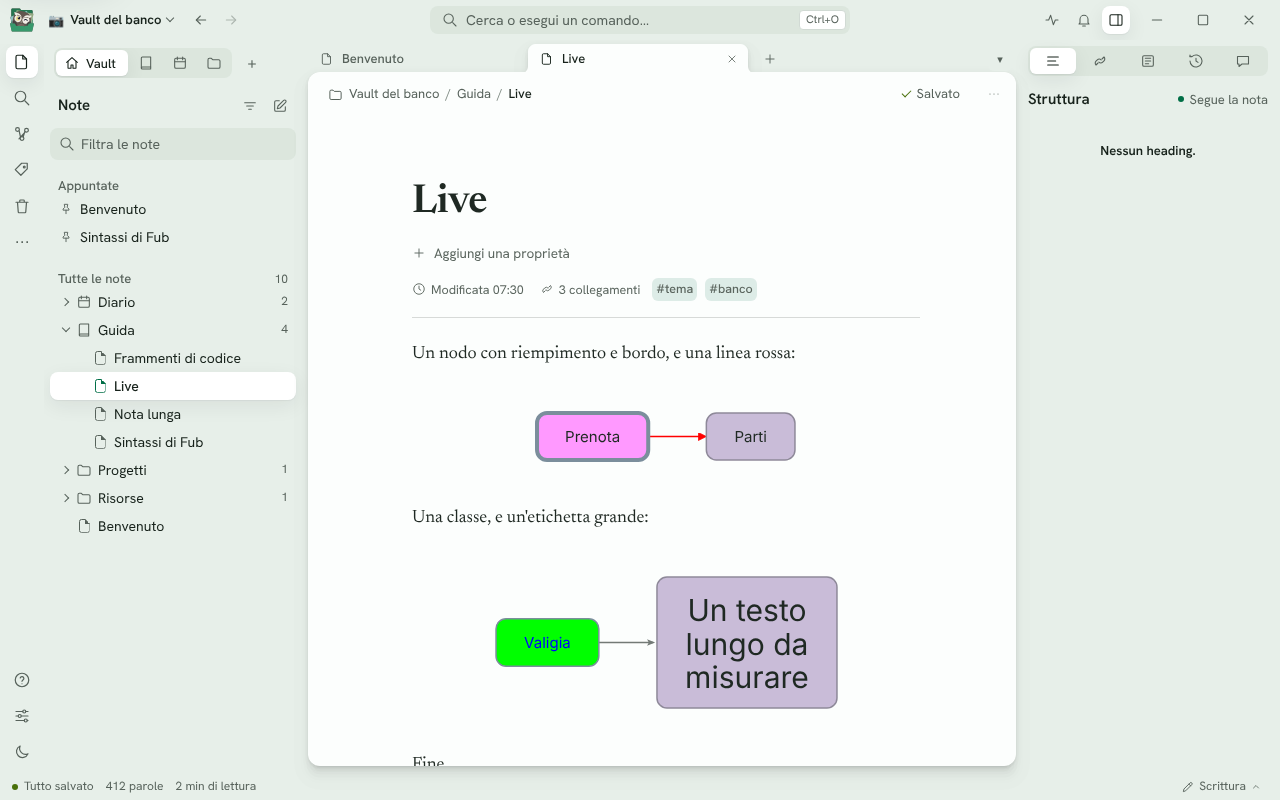 Vault del banco
Cerca o esegui un comando...
Ctrl+O
Vault
Benvenuto
Live
Note
Filtra le note
Appuntate
Benvenuto
Sintassi di Fub
Tutte le note 10
Diario 2
Guida 4
Frammenti di codice
Live
Nota lunga
Sintassi di Fub
Progetti 1
Risorse 1
Benvenuto
Vault del banco / Guida / Live
Salvato
Live
Aggiungi una proprietà
Modificata 07:30 3 collegamenti #tema #banco
Un nodo con riempimento e bordo, e una linea rossa:
Prenota
Parti
Una classe, e un'etichetta grande:
Valigia
Un testo
lungo da
misurare
Fine
Struttura
Segue la nota
Nessun heading.
Tutto salvato 412 parole 2 min di lettura
Scrittura